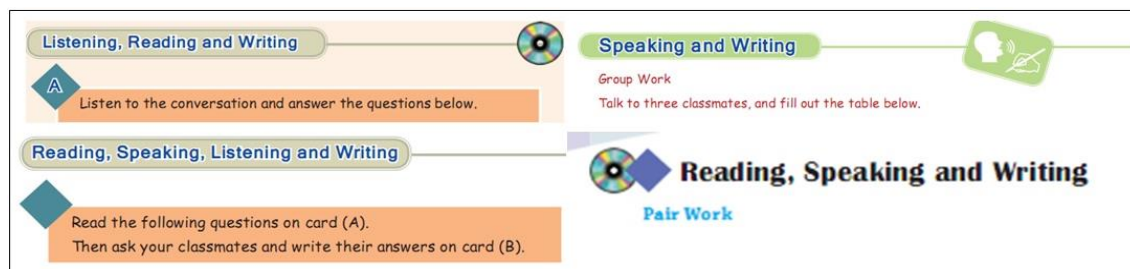 Listening, Reading and Writing
A
Listen to the conversation and answer the questions below.
Speaking and Writing
Group Work
Talk to three classmates, and fill out the table below.
Reading, Speaking, Listening and Writing
Read the following questions on card (A).
Then ask your classmates and write their answers on card (B).
Reading, Speaking and Writing
Pair Work